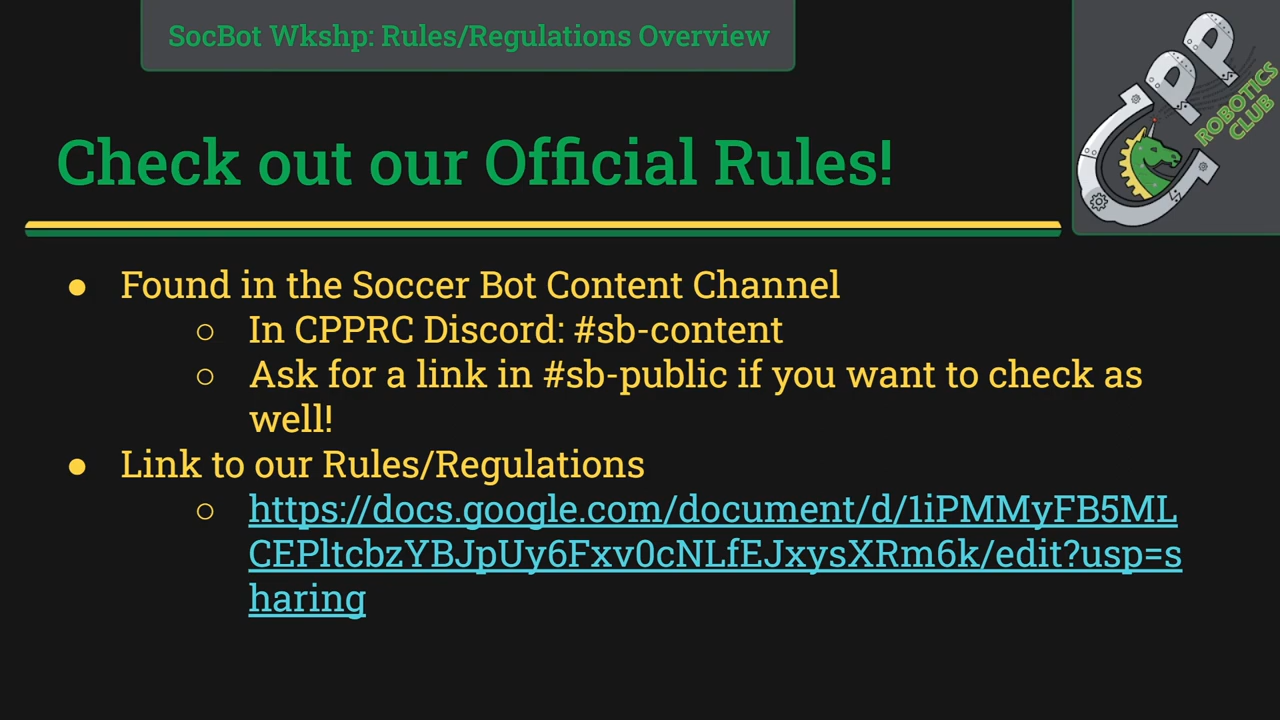 SocBot Wkshp: Rules/Regulations Overview
CPP
ROBOTICS
CLUB
Check out our Official Rules!
● Found in the Soccer Bot Content Channel
○ In CPPRC Discord: #sb-content
○ Ask for a link in #sb-public if you want to check as
well!
● Link to our Rules/Regulations
○ https://docs.google.com/document/d/1iPMMyFB5ML
CEPltcbzYBJpUy6Fxv0cNLfEJxysXRm6k/edit?usp=s
haring